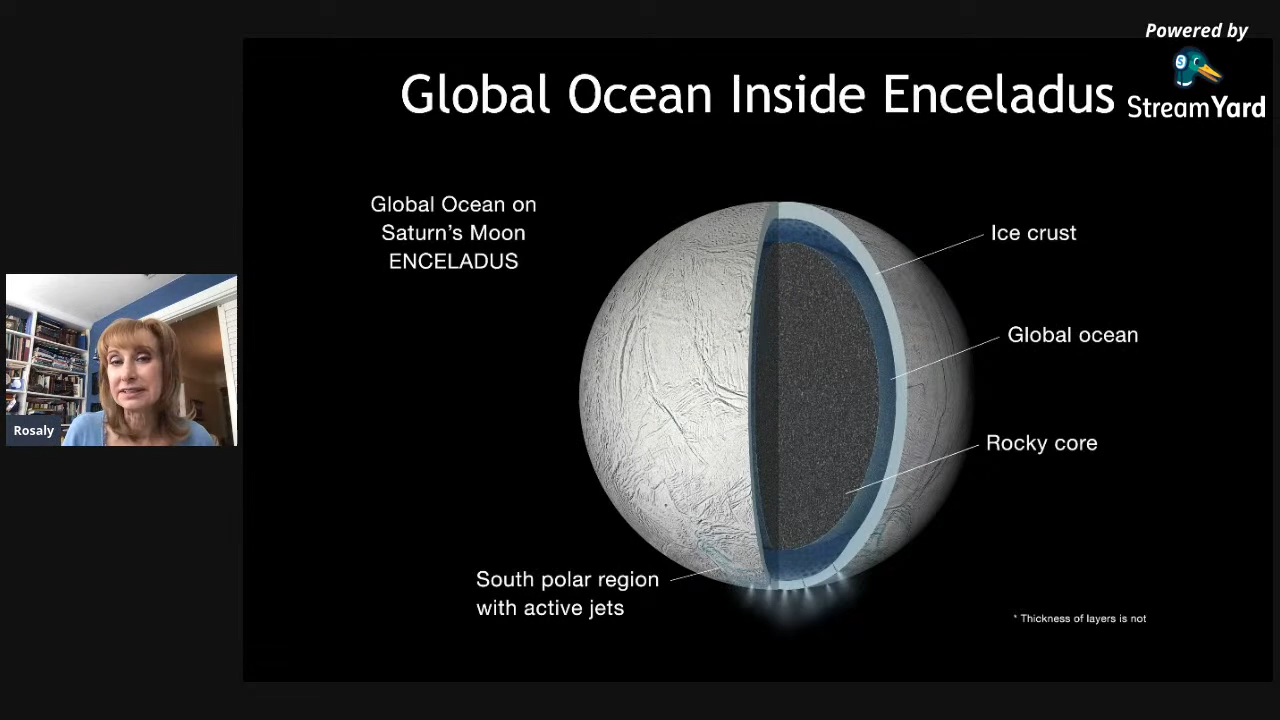 Powered by
StreamYard
Global Ocean Inside Enceladus
Global Ocean on
Saturn's Moon
ENCELADUS
Ice crust
Global ocean
Rocky core
South polar region
with active jets
* Thickness of layers is not
Rosaly